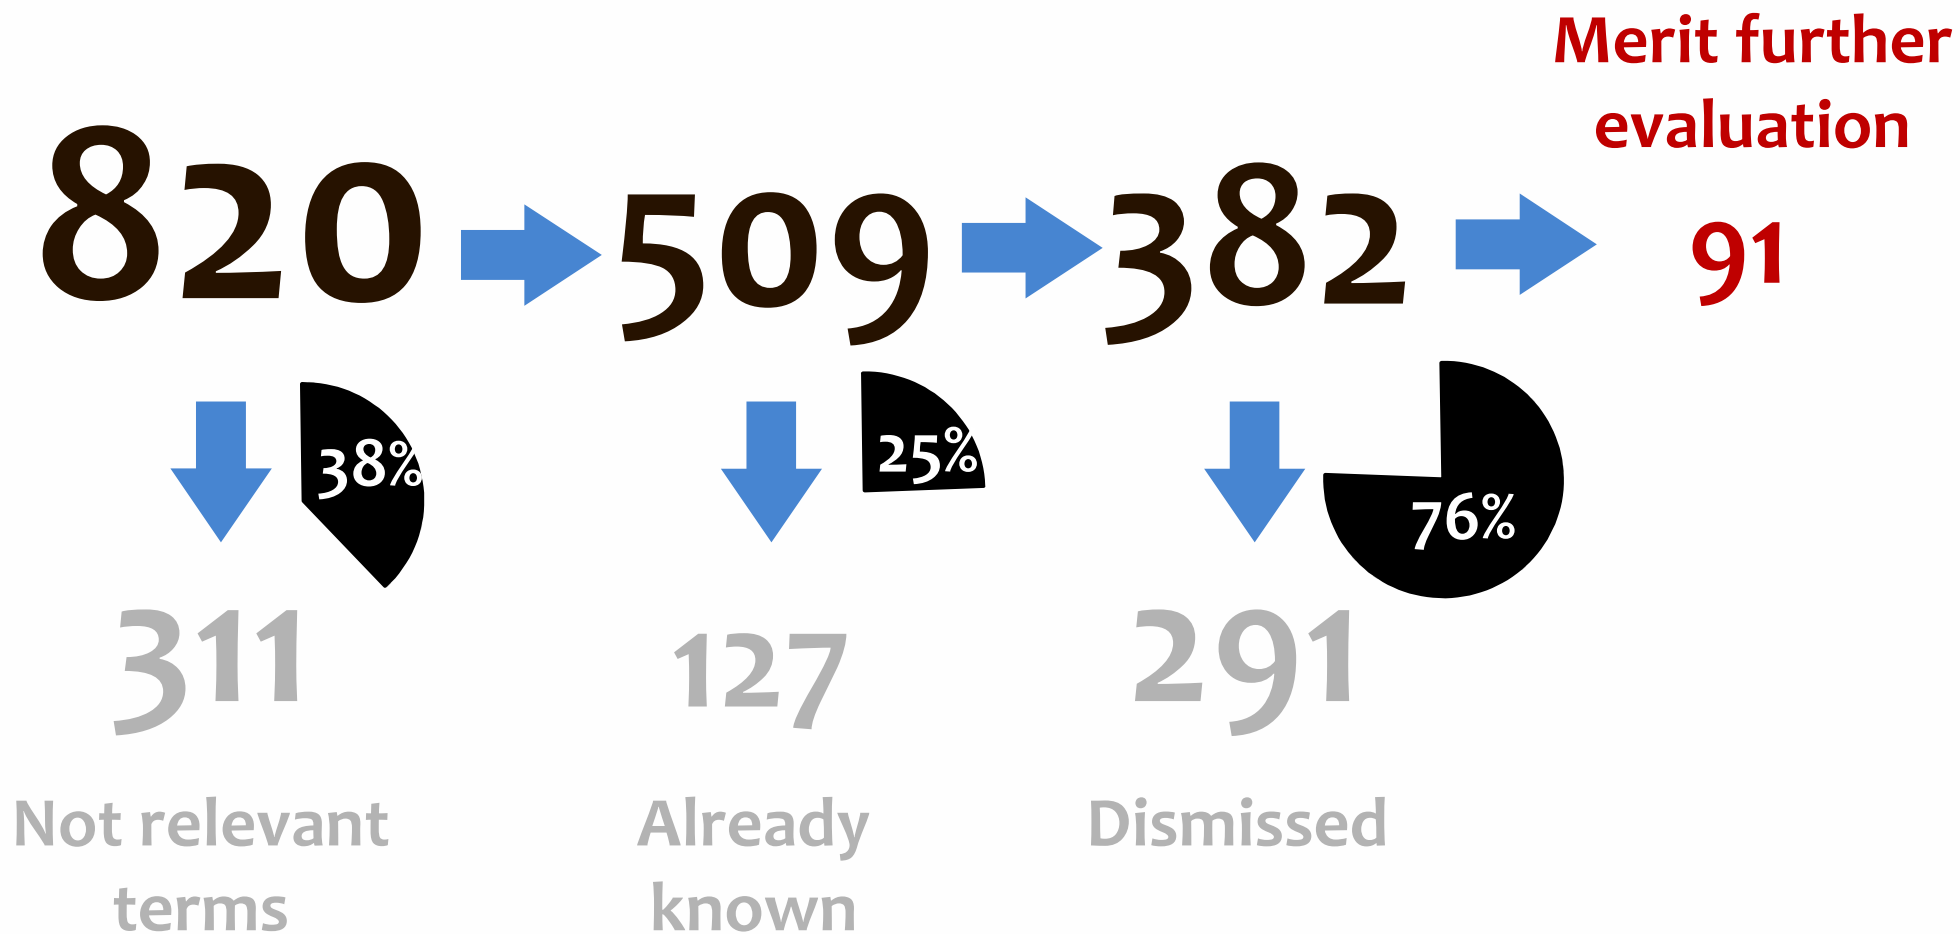 Merit further
evaluation
820
509
382
91
38%
25%
76%
311
127
291
Not relevant
terms
Already
known
Dismissed